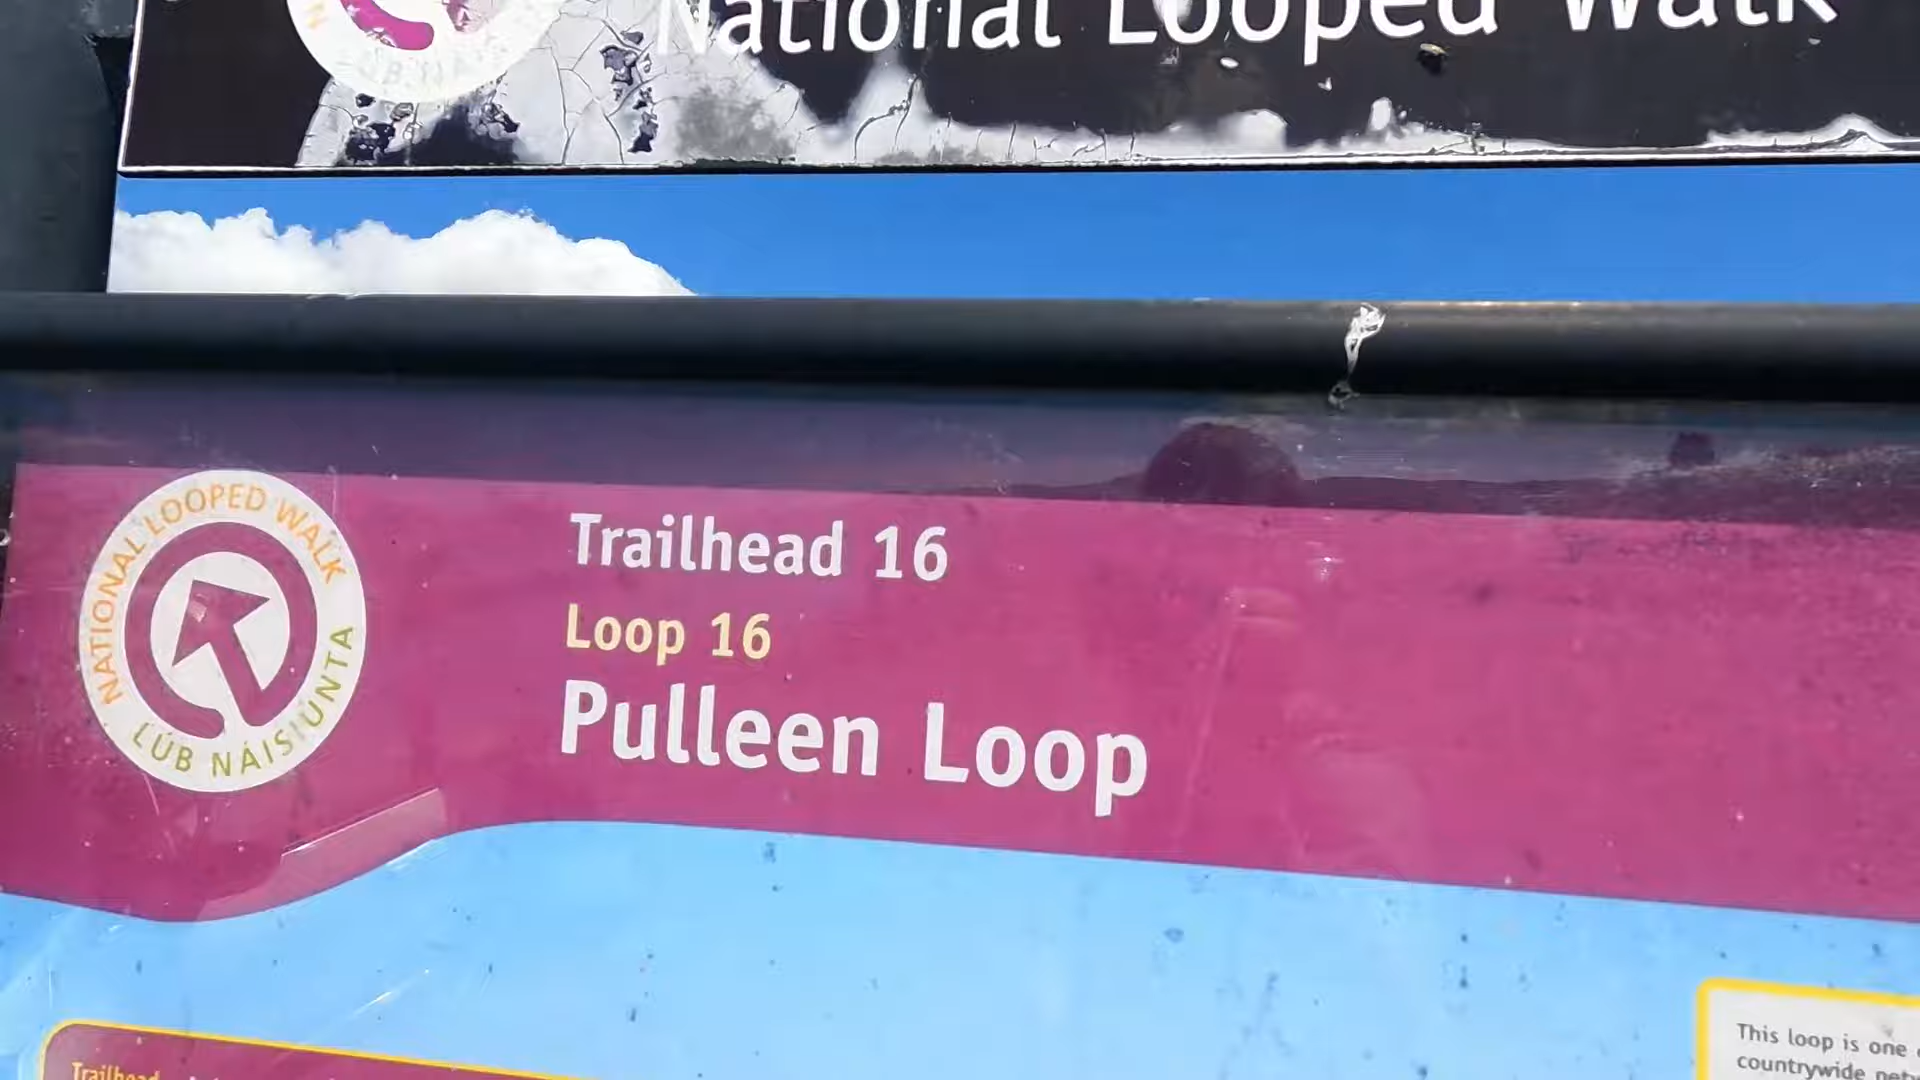 National Looped Walk
NATIONAL LOOPED WALK
LÚB NÁISIÚNTA
Trailhead 16
Loop 16
Pulleen Loop
This loop is one
countrywide
Trailhead